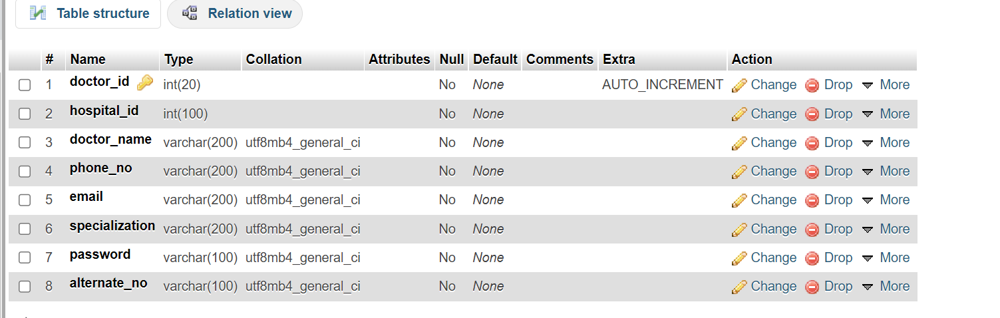 Table structure Relation view
# Name Type Collation Attributes Null Default Comments Extra Action
1 doctor_id int(20) No None AUTO_INCREMENT Change Drop More
2 hospital_id int(100) No None Change Drop More
3 doctor_name varchar(200) utf8mb4_general_ci No None Change Drop More
4 phone_no varchar(200) utf8mb4_general_ci No None Change Drop More
5 email varchar(200) utf8mb4_general_ci No None Change Drop More
6 specialization varchar(200) utf8mb4_general_ci No None Change Drop More
7 password varchar(100) utf8mb4_general_ci No None Change Drop More
8 alternate_no varchar(100) utf8mb4_general_ci No None Change Drop More